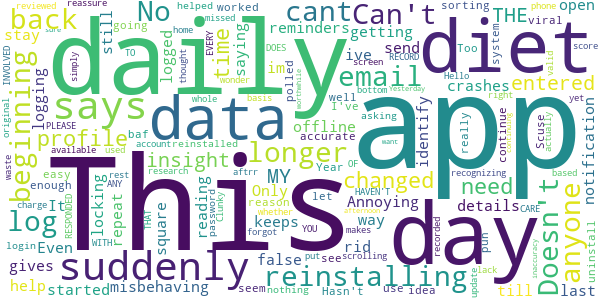 No
cant
Can't
THE
open
back
daily
diet
time
still
reminders
getting
send
stay
saying
logged
email
anyone
says
data
offline
app
beginning
logging
profile
insight
longer
identify
crashes
entered
notification
log
This
day
changed
MY
Only
need
details
Doesn't
locking
reading
Annoying
square
repeat
way
rid
Even
suddenly
false
keeps
gives
reinstalling
help
started
misbehaving
till
last
sorting
worked
helped
home
going
missed
reviewed
reassure
EVERY
simply
TO
PLEASE
whole
basis
thought
wonder
used
account
reinstalled
available
easy
enough
rest
ANY
reason
research
aftrr
Year
OF
charge
It
RESPONDED
THAT
WITH
login
waste
original
bottom
screen
valid
polled
ive
im
I've
well
asking
accurate
really
password
whether
forgot
YOU
let
put
see
scrolling
seem
nothing
Hasn't
use
idea
makes
HAVEN'T
Clunky
recorded
pun
continue
Scuse
actually
recognizing
yet
right
based
CARE
uninstall
update
lack
want
afternoon
Yesterday
Hello
RECORD
DOES
INVOLVED
Too
system
viral
score
phone
sure
worthwhile
baf
inaccuracy